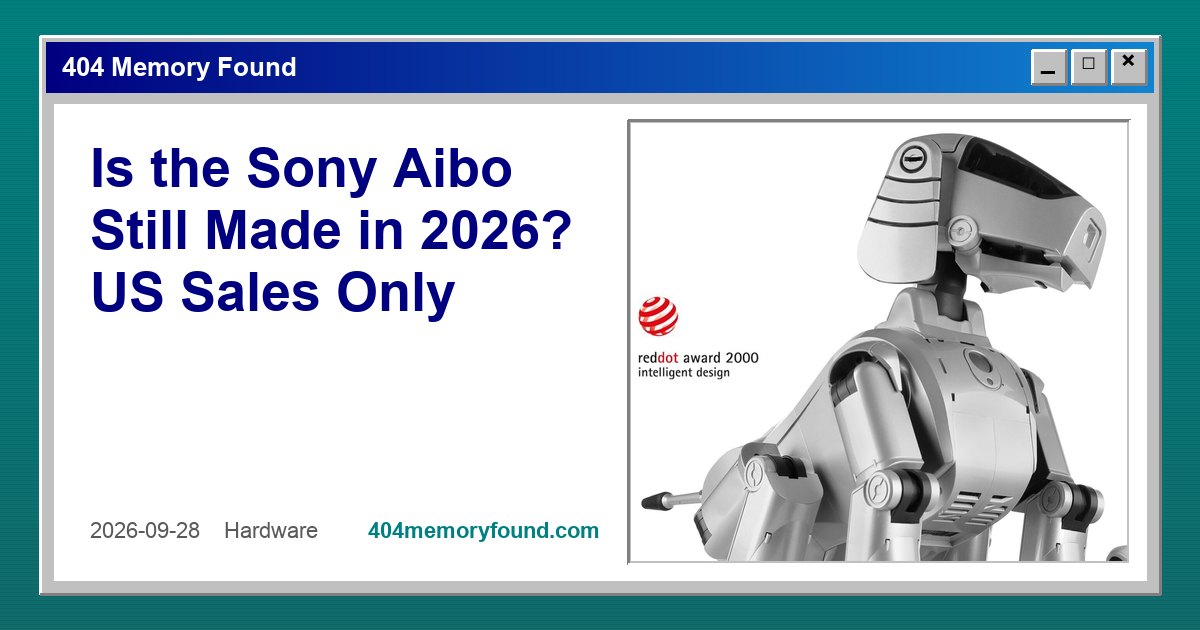 404 Memory Found
Is the Sony Aibo
Still Made in 2026?
US Sales Only
reddot award 2000
intelligent design
2026-09-28 Hardware 404memoryfound.com